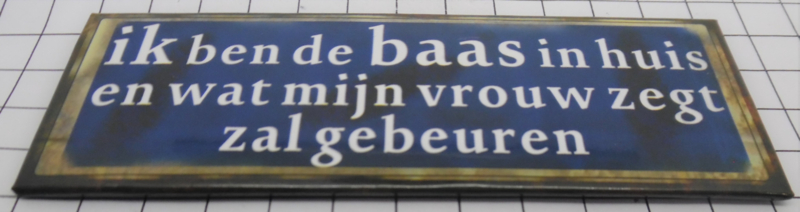 ik ben de baas in huis
en wat mijn vrouw zegt
zal gebeuren